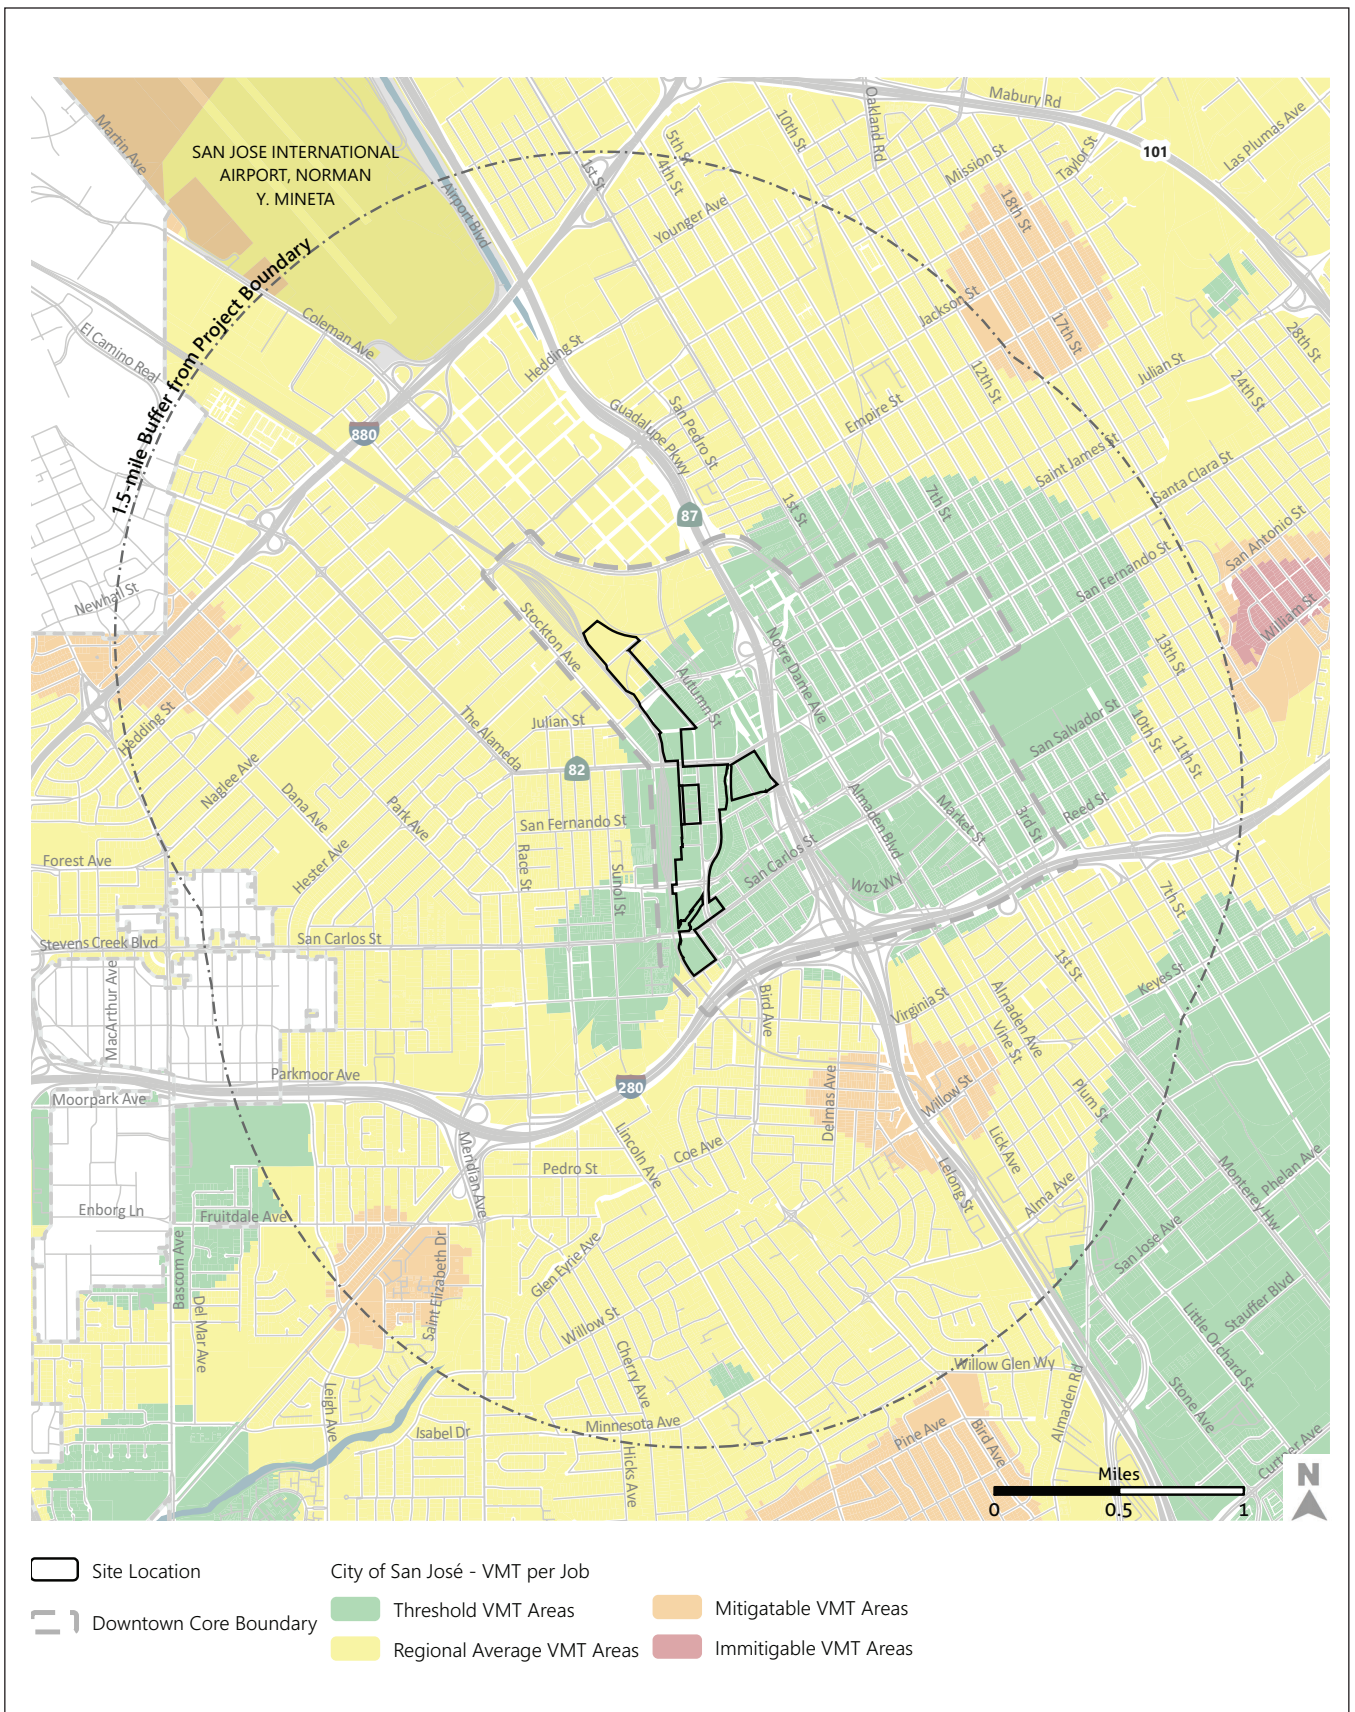 Mabury Rd
Oakland Rd
10th St
5th St
4th St
1st St
Mission St
Taylor St
101
Las Plumas Ave
Martin Ave
SAN JOSE INTERNATIONAL
AIRPORT, NORMAN
Y. MINETA
Airport Blvd
Younger Ave
18th St
1.5-mile Buffer from Project Boundary
Coleman Ave
El Camino Real
Hedding St
Jackson St
17th St
28th St
Julian St
24th St
12th St
Empire St
Guadalupe Pkwy
San Pedro St
880
Saint James St
Santa Clara St
87
1st St
7th St
San Antonio St
San Fernando St
William St
Newhall St
Stockton Ave
Notre Dame Ave
13th St
Autumn St
Hedding St
The Alameda
Julian St
82
San Salvador St
10th St
11th St
Naglee Ave
Dana Ave
Park Ave
Almaden Blvd
Market St
3rd St
Reed St
San Fernando St
Hester Ave
Forest Ave
Race St
Sunol St
San Carlos St
Woz Wy
7th St
Stevens Creek Blvd
San Carlos St
MacArthur Ave
1st St
Keyes St
Bird Ave
Virginia St
Almaden Ave
Vine St
Parkmoor Ave
280
Moorpark Ave
Delmas Ave
Willow St
Plum St
Meridian Ave
Lincoln Ave
Coe Ave
Pedro St
Lick Ave
Lelong St
Alma Ave
Monterey Hw
Phelan Ave
Enborg Ln
Fruitdale Ave
San Jose Ave
Bascom Ave
Saint Elizabeth Dr
Glen Eyrie Ave
Del Mar Ave
Willow St
Stauffer Blvd
Little Orchard St
Cherry Ave
Willow Glen Wy
Stone Ave
Leigh Ave
Isabel Dr
Minnesota Ave
Almaden Rd
Pine Ave
Bird Ave
Hicks Ave
Curtner Ave
Miles
0 0.5 1
N
Site Location
Downtown Core Boundary
City of San José - VMT per Job
Threshold VMT Areas
Regional Average VMT Areas
Mitigatable VMT Areas
Immitigable VMT Areas